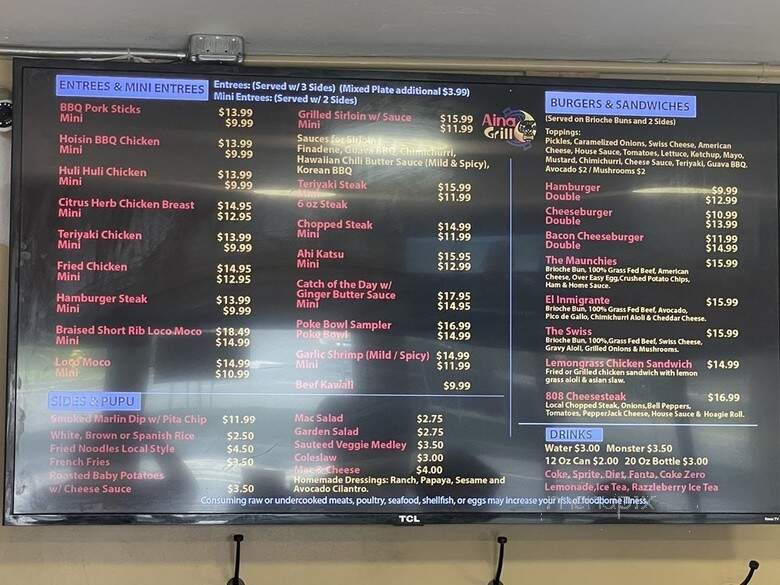 ENTREES & MINI ENTREES
Entrees: (Served w/ 3 Sides) (Mixed Plate additional $3.99)
Mini Entrees: (Served w/ 2 Sides)
BBQ Pork Sticks $13.99
Mini $9.99
Hoisin BBQ Chicken $13.99
Mini $9.99
Huli Huli Chicken $13.99
Mini $9.99
Citrus Herb Chicken Breast $14.95
Mini $12.95
Teriyaki Chicken $13.99
Mini $9.99
Fried Chicken $14.95
Mini $12.95
Hamburger Steak $13.99
Mini $9.99
Braised Short Rib Loco Moco $18.49
Mini $14.99
Loco Moco $14.99
Mini $10.99
Grilled Sirloin w/ Sauce $15.99
Mini $11.99
Sauces for Sirloin
Finadene, Guava BBQ, Chimichurri,
Hawaiian Chili Butter Sauce (Mild & Spicy),
Korean BBQ
Teriyaki Steak $15.99
Mini $11.99
6 oz Steak
Chopped Steak $14.99
Mini $11.99
Ahi Katsu $15.95
Mini $12.99
Catch of the Day w/
Ginger Butter Sauce $17.95
Mini $14.95
Poke Bowl Sampler $16.99
Poke Bowl $14.99
Garlic Shrimp (Mild / Spicy) $14.99
Mini $11.99
Beef Kawali $9.99
Aina
Grill
SIDES & PUPU
Smoked Marlin Dip w/ Pita Chip $11.99
White, Brown or Spanish Rice $2.50
Fried Noodles Local Style $4.50
French Fries $3.50
Roasted Baby Potatoes
w/ Cheese Sauce $3.50
Mac Salad $2.75
Garden Salad $2.75
Sauteed Veggie Medley $3.50
Coleslaw $3.00
Mac & Cheese $4.00
Homemade Dressings: Ranch, Papaya, Sesame and
Avocado Cilantro.
BURGERS & SANDWICHES
(Served on Brioche Buns and 2 Sides)
Toppings:
Pickles, Caramelized Onions, Swiss Cheese, American
Cheese, House Sauce, Tomatoes, Lettuce, Ketchup, Mayo,
Mustard, Chimichurri, Cheese Sauce, Teriyaki, Guava BBQ.
Avocado $2 / Mushrooms $2
Hamburger $9.99
Double $12.99
Cheeseburger $10.99
Double $13.99
Bacon Cheeseburger $11.99
Double $14.99
The Maunchies $15.99
Brioche Bun, 100% Grass Fed Beef, American
Cheese, Over Easy Egg,Crushed Potato Chips,
Ham & Home Sauce.
El Inmigrante $15.99
Brioche Bun, 100% Grass Fed Beef, Avocado,
Pico de Gallo, Chimichurri Aioli & Cheddar Cheese.
The Swiss $15.99
Brioche Bun, 100%,Grass Fed Beef, Swiss Cheese,
Gravy Aioli, Grilled Onions & Mushrooms.
Lemongrass Chicken Sandwich $14.99
Fried or Grilled chicken sandwich with lemon
grass aioli & asian slaw.
808 Cheesesteak $16.99
Local Chopped Steak, Onions,Bell Peppers,
Tomatoes, PepperJack Cheese, House Sauce & Hoagie Roll.
DRINKS
Water $3.00 Monster $3.50
12 Oz Can $2.00 20 Oz Bottle $3.00
Coke, Sprite, Diet, Fanta, Coke Zero
Lemonade,Ice Tea, Razzleberry Ice Tea
Consuming raw or undercooked meats, poultry, seafood, shellfish, or eggs may increase your risk of foodborne illness.
menupix
TCL
Roku TV